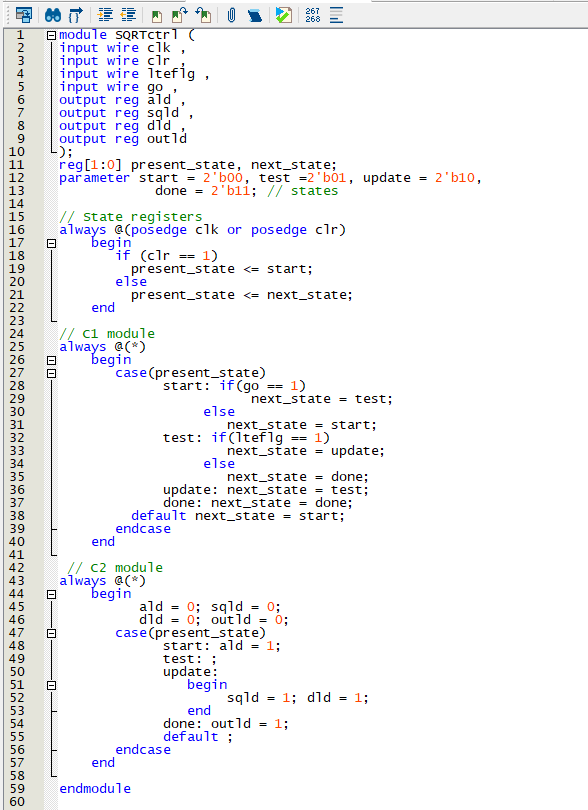 267
268
1 module SQRTctrl (
2 input wire clk ,
3 input wire clr ,
4 input wire lteflg ,
5 input wire go ,
6 output reg ald ,
7 output reg sqld ,
8 output reg dld ,
9 output reg outld
10 );
11 reg[1:0] present_state, next_state;
12 parameter start = 2'b00, test =2'b01, update = 2'b10,
13             done = 2'b11; // states
14
15 // State registers
16 always @(posedge clk or posedge clr)
17     begin
18        if (clr == 1)
19          present_state <= start;
20        else
21          present_state <= next_state;
22     end
23
24 // C1 module
25 always @(*)
26     begin
27        case(present_state)
28              start: if(go == 1)
29                         next_state = test;
30                   else
31                      next_state = start;
32              test: if(lteflg == 1)
33                      next_state = update;
34                   else
35                      next_state = done;
36              update: next_state = test;
37              done: next_state = done;
38          default next_state = start;
39        endcase
40     end
41
42  // C2 module
43 always @(*)
44     begin
45           ald = 0; sqld = 0;
46           dld = 0; outld = 0;
47        case(present_state)
48              start: ald = 1;
49              test: ;
50              update:
51                 begin
52                      sqld = 1; dld = 1;
53                 end
54              done: outld = 1;
55              default ;
56        endcase
57     end
58
59 endmodule
60